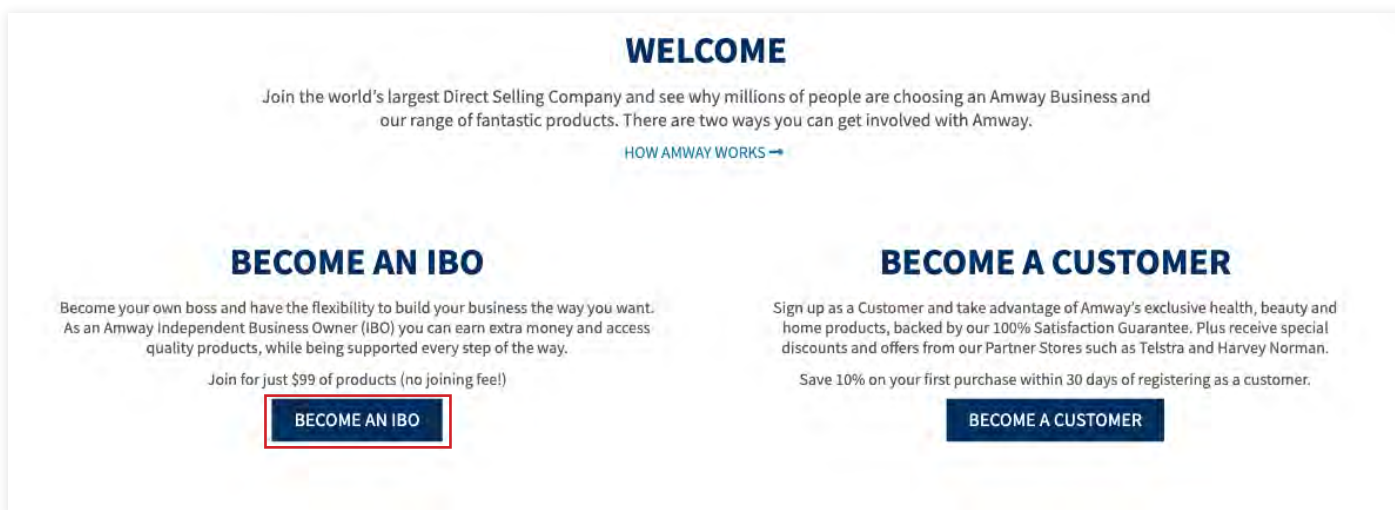 WELCOME
Join the world's largest Direct Selling Company and see why millions of people are choosing an Amway Business and
our range of fantastic products. There are two ways you can get involved with Amway.
HOW AMWAY WORKS
BECOME AN IBO
Become your own boss and have the flexibility to build your business the way you want.
As an Amway Independent Business Owner (IBO) you can earn extra money and access
quality products, while being supported every step of the way.
Join for just $99 of products (no joining fee!)
BECOME AN IBO
BECOME A CUSTOMER
Sign up as a Customer and take advantage of Amway's exclusive health, beauty and
home products, backed by our 100% Satisfaction Guarantee. Plus receive special
discounts and offers from our Partner Stores such as Telstra and Harvey Norman.
Save 10% on your first purchase within 30 days of registering as a customer.
BECOME A CUSTOMER